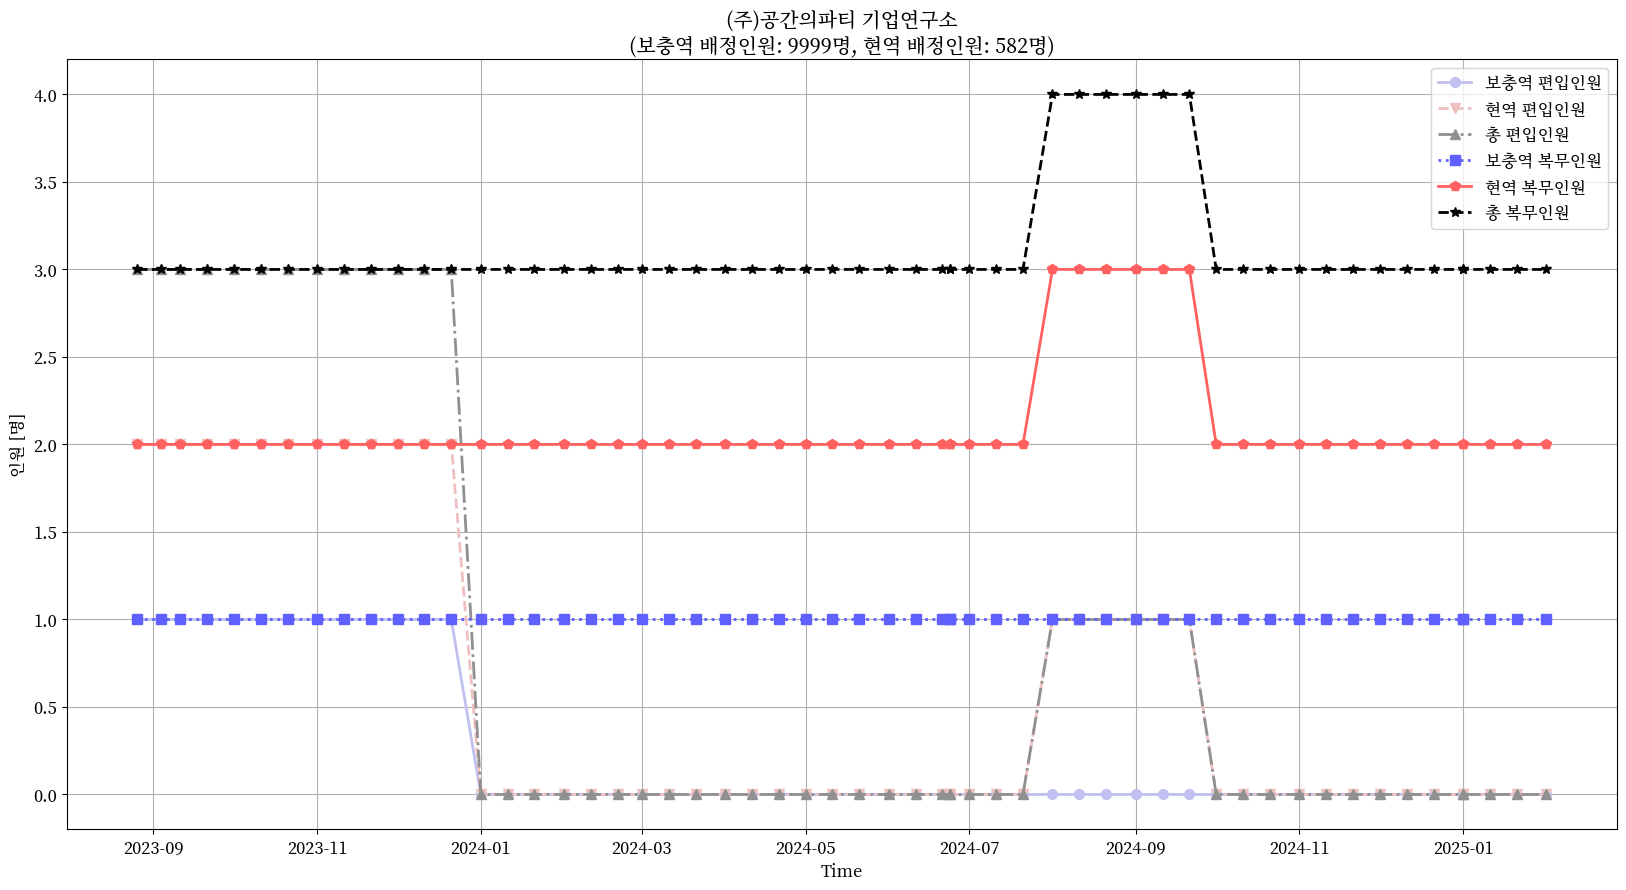 (주)공간의파티 기업연구소
(보충역 배정인원: 9999명, 현역 배정인원: 582명)
보충역 편입인원
현역 편입인원
총 편입인원
보충역 복무인원
현역 복무인원
총 복무인원
인원 [명]
4.0
3.5
3.0
2.5
2.0
1.5
1.0
0.5
0.0
2023-09 2023-11 2024-01 2024-03 2024-05 2024-07 2024-09 2024-11 2025-01
Time